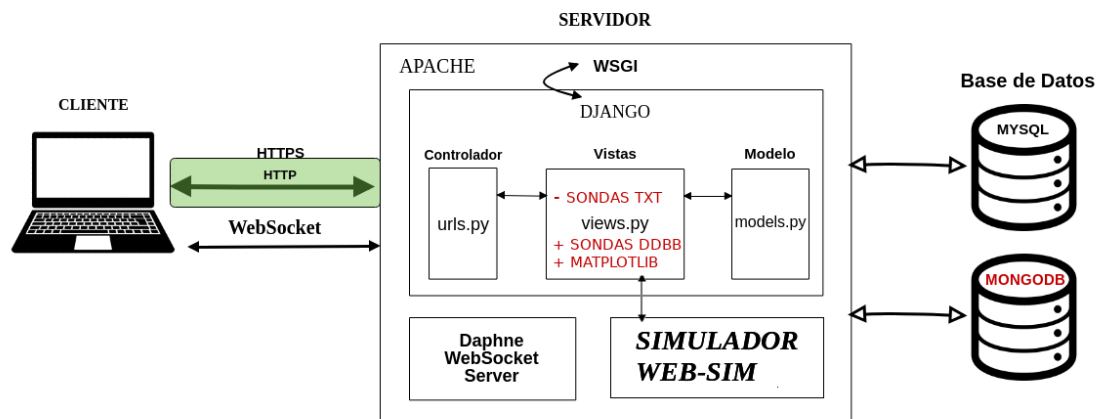 SERVIDOR
APACHE
WSGI
Base de Datos
CLIENTE
DJANGO
MYSQL
HTTPS
HTTP
Controlador
Vistas
Modelo
- SONDAS TXT
urls.py
views.py
models.py
WebSocket
+ SONDAS DDBB
+ MATPLOTLIB
MONGODB
Daphne
WebSocket
Server
SIMULADOR
WEB-SIM